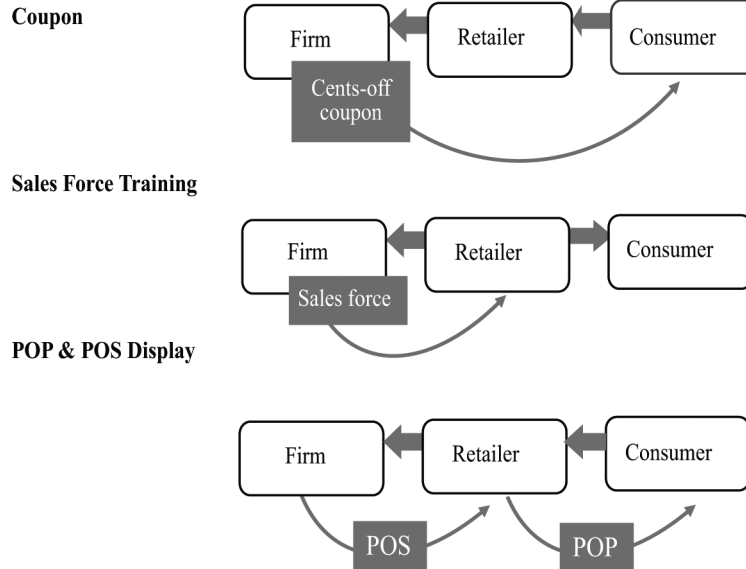 Coupon
Firm
Retailer
Consumer
Cents-off
coupon
Sales Force Training
Firm
Retailer
Consumer
Sales force
POP & POS Display
Firm
Retailer
Consumer
POS
POP